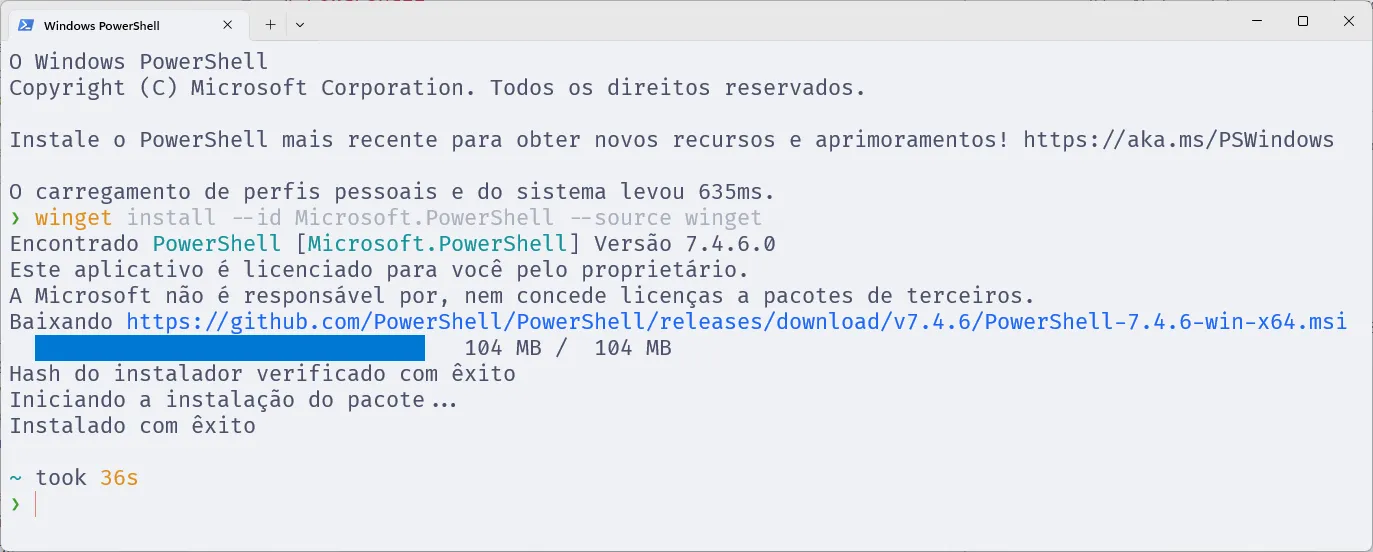 Windows PowerShell
O Windows PowerShell
Copyright (C) Microsoft Corporation. Todos os direitos reservados.
Instale o PowerShell mais recente para obter novos recursos e aprimoramentos! https://aka.ms/PSWindows
O carregamento de perfis pessoais e do sistema levou 635ms.
❯ winget install --id Microsoft.PowerShell --source winget
Encontrado PowerShell [Microsoft.PowerShell] Versão 7.4.6.0
Este aplicativo é licenciado para você pelo proprietário.
A Microsoft não é responsável por, nem concede licenças a pacotes de terceiros.
Baixando https://github.com/PowerShell/PowerShell/releases/download/v7.4.6/PowerShell-7.4.6-win-x64.msi
104 MB / 104 MB
Hash do instalador verificado com êxito
Iniciando a instalação do pacote...
Instalado com êxito
~ took 36s
❯